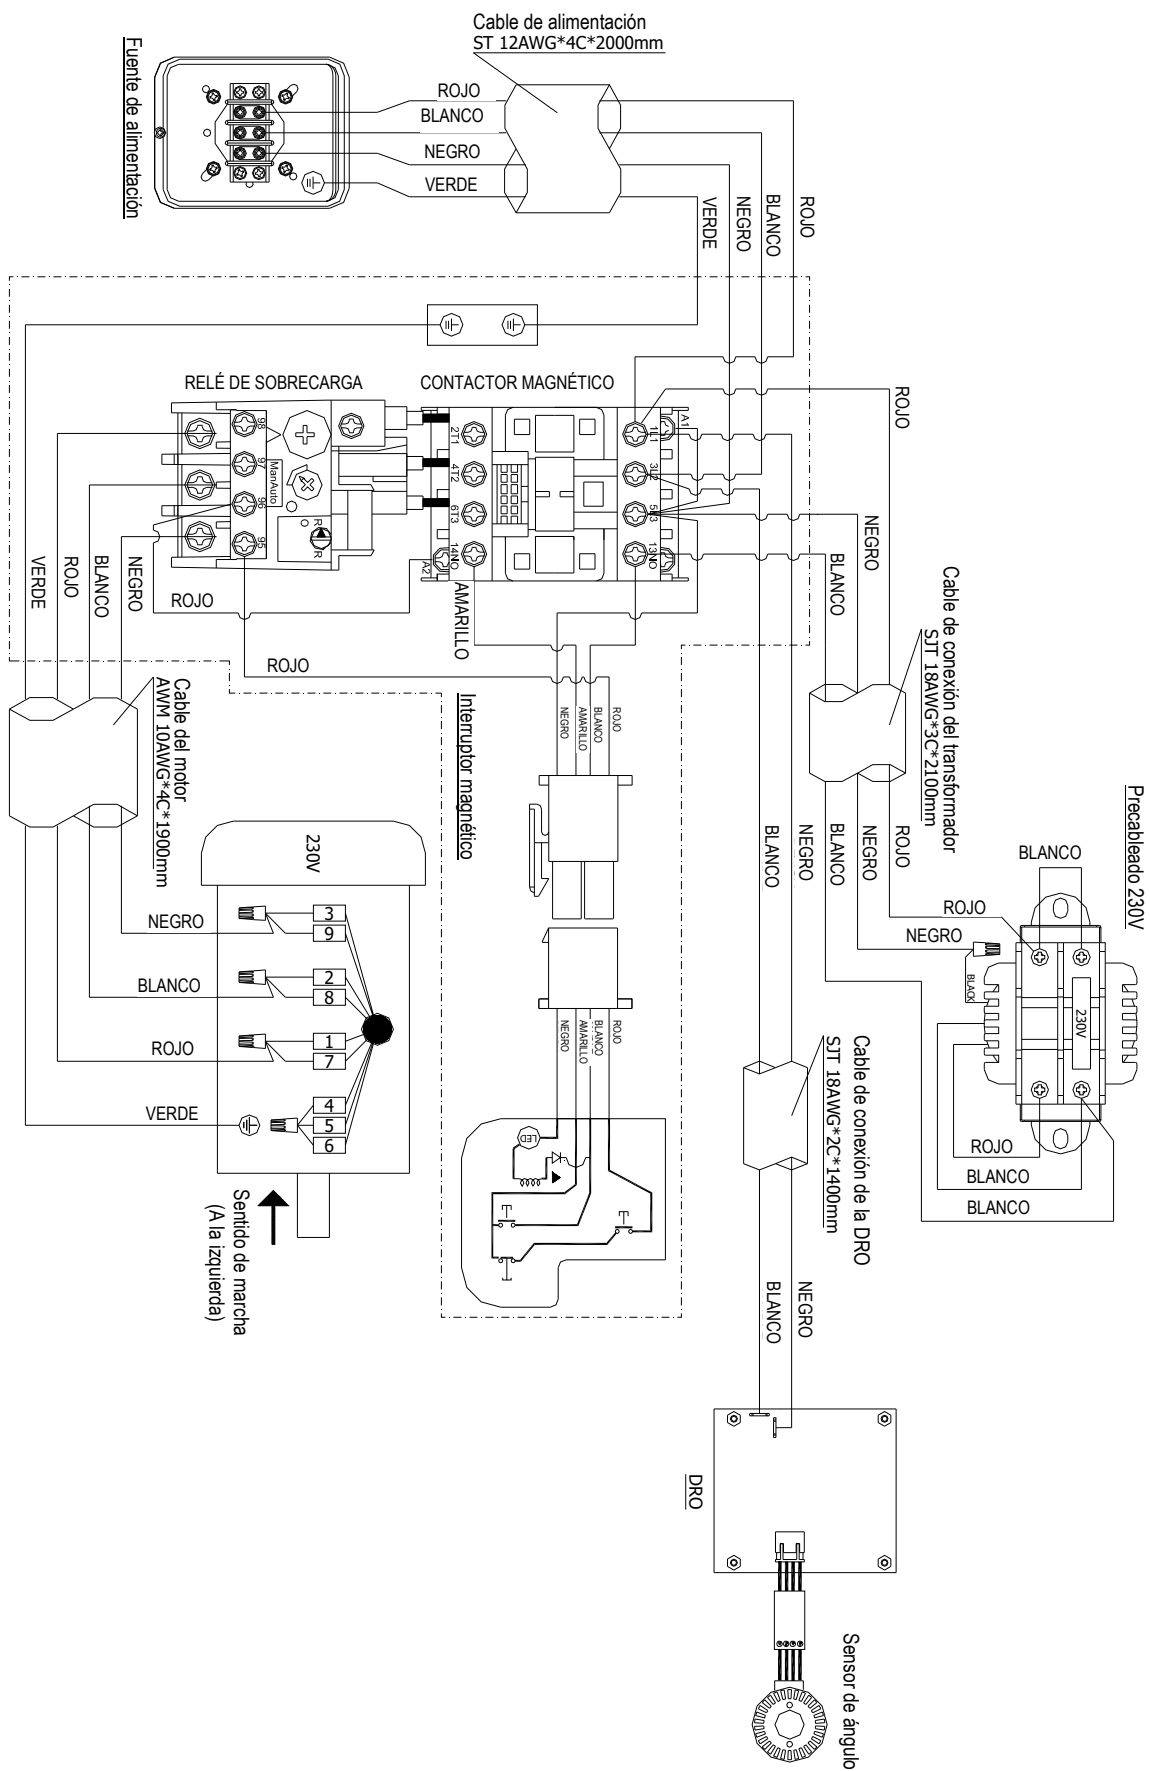 Cable de alimentación
ST 12AWG*4C*2000mm
Fuente de alimentación
ROJO
BLANCO
NEGRO
VERDE
ROJO
BLANCO
NEGRO
VERDE
RELÉ DE SOBRECARGA
CONTACTOR MAGNÉTICO
98
97
96
95
ManAuto
R
R
2T1
4T2
6T3
14NO
A2
1L1
3L2
5L3
13NO
A1
ROJO
NEGRO
BLANCO
VERDE
ROJO
BLANCO
NEGRO
ROJO
AMARILLO
ROJO
Cable de conexión del transformador
SJT 18AWG*3C*2100mm
Precableado 230V
Cable del motor
AWM 10AWG*4C*1900mm
Interruptor magnético
NEGRO
AMARILLO
BLANCO
ROJO
BLANCO
NEGRO
BLANCO
NEGRO
ROJO
BLANCO
ROJO
NEGRO
BLACK
230V
ROJO
BLANCO
BLANCO
230V
NEGRO
3
9
BLANCO
2
8
ROJO
1
7
VERDE
4
5
6
NEGRO
AMARILLO
BLANCO
ROJO
LED
Cable de conexión de la DRO
SJT 18AWG*2C*1400mm
Sentido de marcha
(A la izquierda)
NEGRO
BLANCO
DRO
Sensor de ángulo